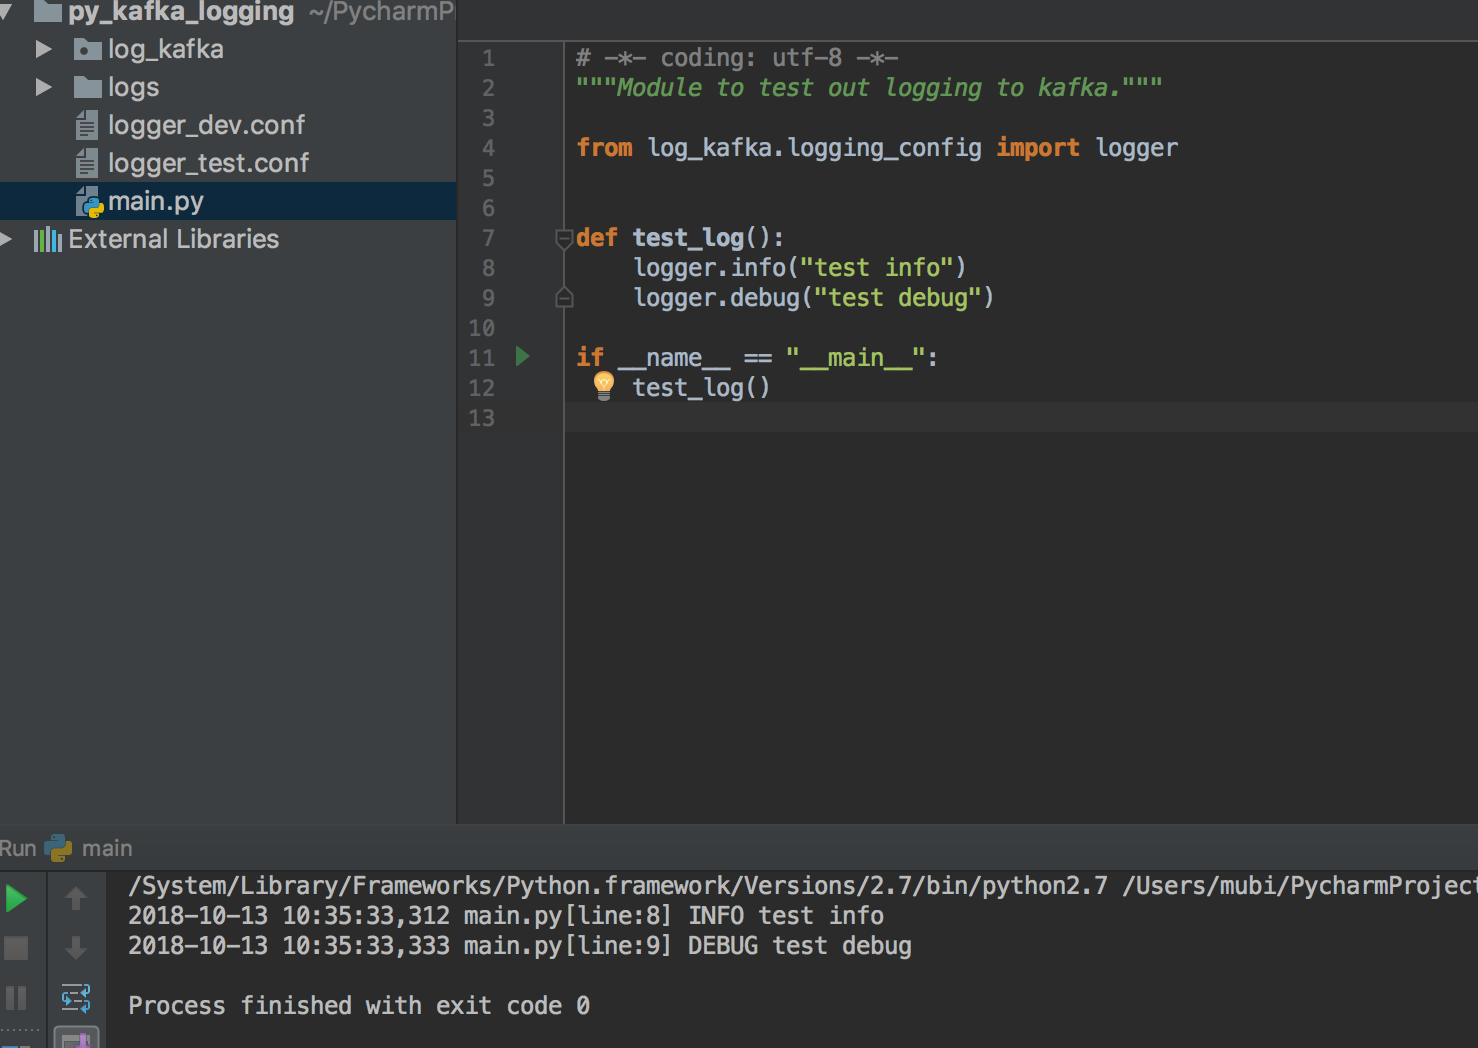 py_kafka_logging ~/PycharmP
log_kafka
logs
logger_dev.conf
logger_test.conf
main.py
External Libraries
1 # -*- coding: utf-8 -*-
2 """Module to test out logging to kafka."""
3
4 from log_kafka.logging_config import logger
5
6
7 def test_log():
8 logger.info("test info")
9 logger.debug("test debug")
10
11 if __name__ == "__main__":
12 test_log()
13
Run main
/System/Library/Frameworks/Python.framework/Versions/2.7/bin/python2.7 /Users/mubi/PycharmProject
2018-10-13 10:35:33,312 main.py[line:8] INFO test info
2018-10-13 10:35:33,333 main.py[line:9] DEBUG test debug
Process finished with exit code 0